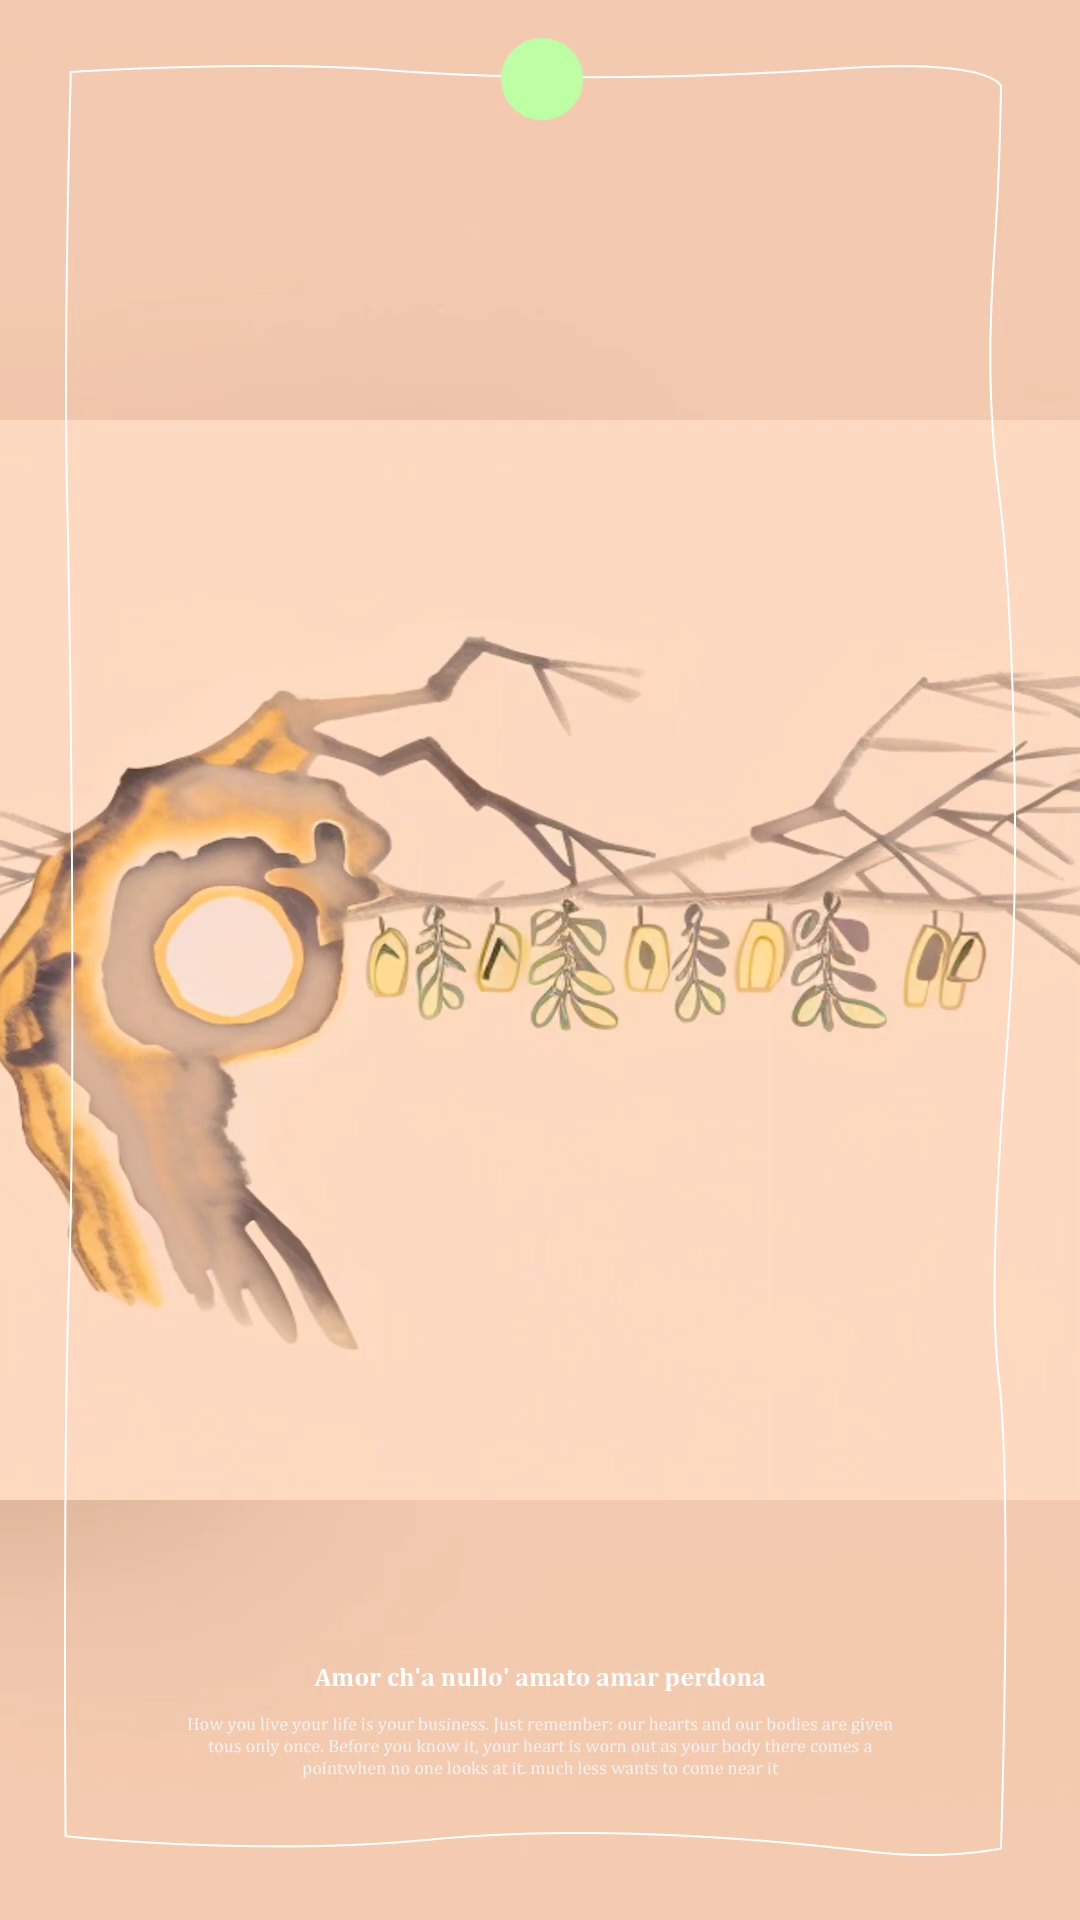 Amor ch'a nullo' amato amar perdona
How you live your life is your business. Just remember: our hearts and our bodies are given
tous only once. Before you know it, your heart is worn out as your body there comes a
pointwhen no one looks at it. much less wants to come near it